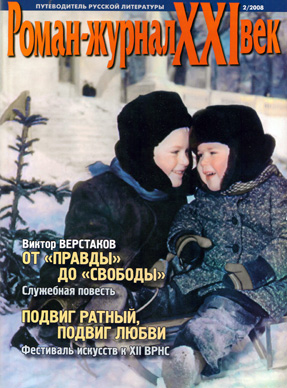 ПУТЕВОДИТЕЛЬ РУССКОЙ ЛИТЕРАТУРЫ
2/2008
Роман-журнал XXI век
Виктор ВЕРСТАКОВ
ОТ «ПРАВДЫ»
ДО «СВОБОДЫ»
Служебная повесть
ПОДВИГ РАТНЫЙ,
ПОДВИГ ЛЮБВИ
Фестиваль искусств к XII ВРНС